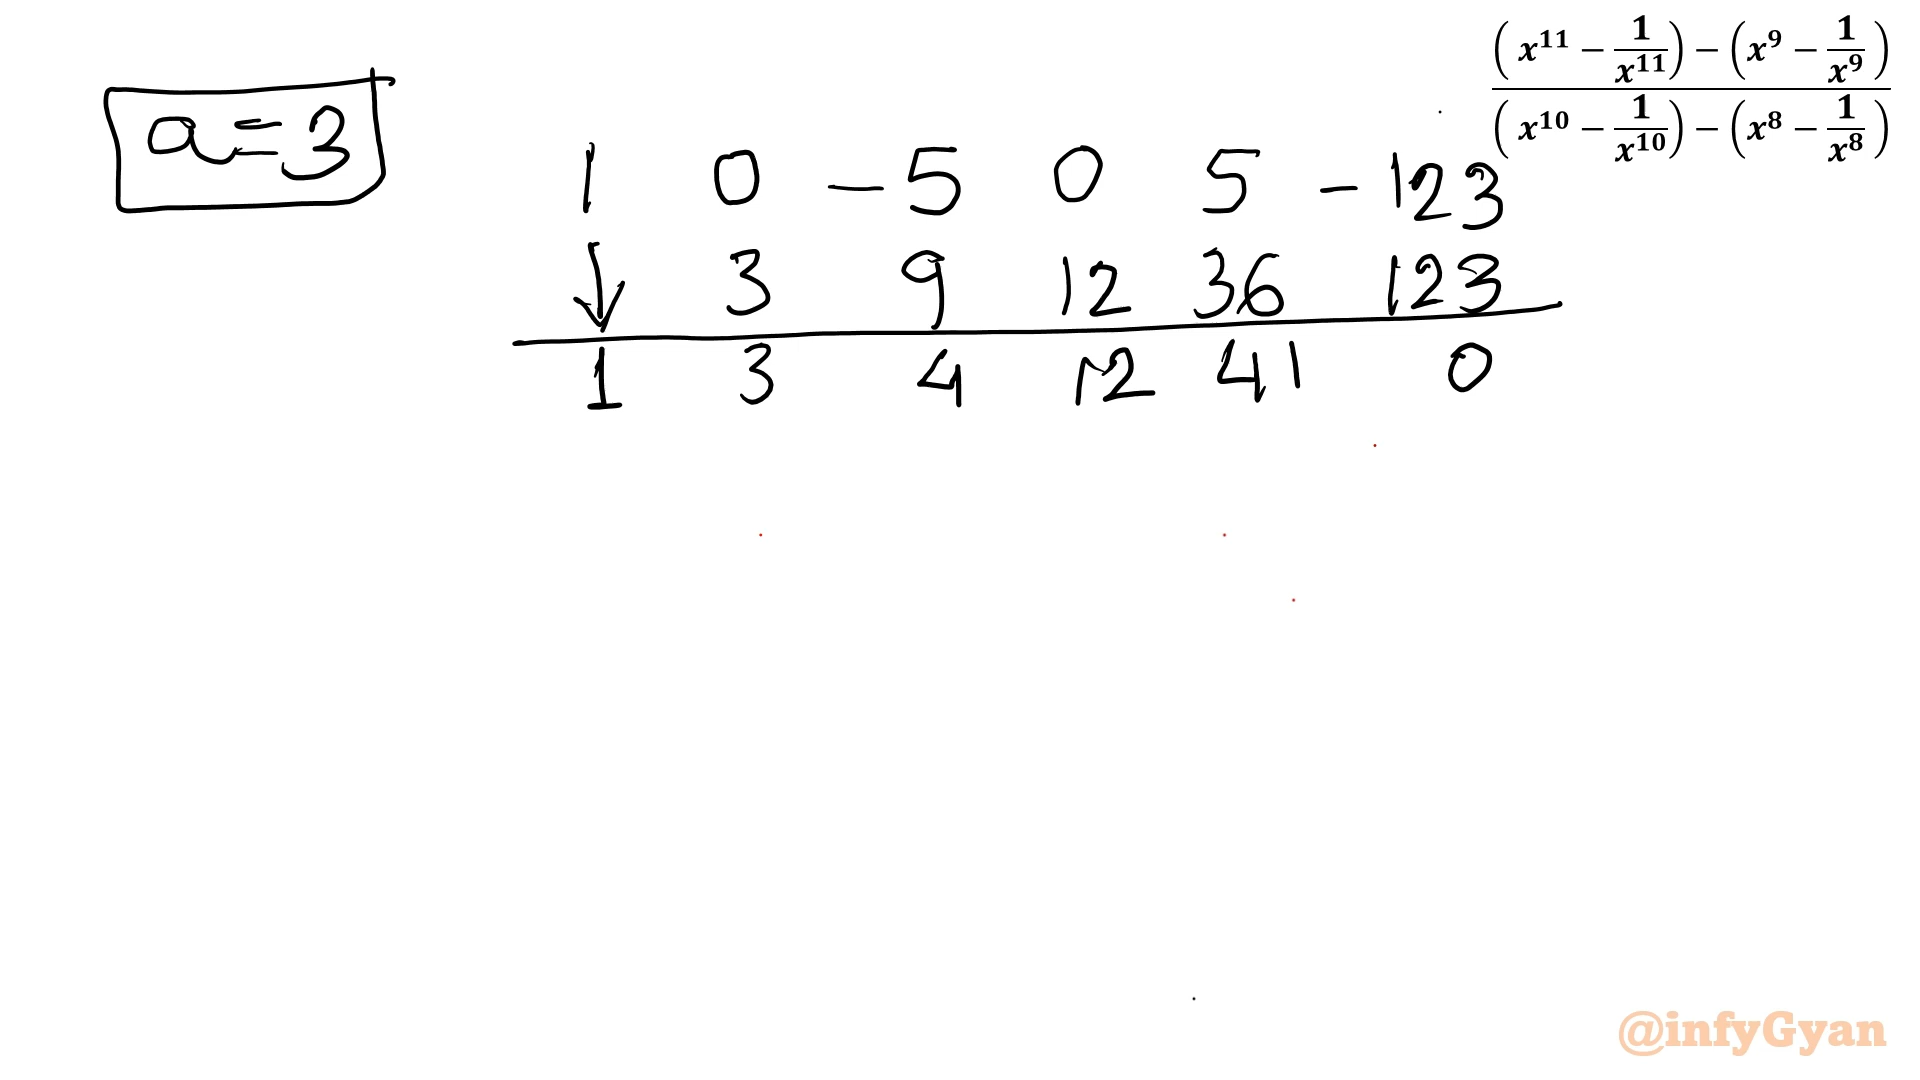 ( x¹¹ − 1/x¹¹ ) − ( x⁹ − 1/x⁹ )
( x¹⁰ − 1/x¹⁰ ) − ( x⁸ − 1/x⁸ )
a = 3
1 0 − 5 0 5 − 123
↓ 3 9 12 36 123
1 3 4 12 41 0
@infyGyan